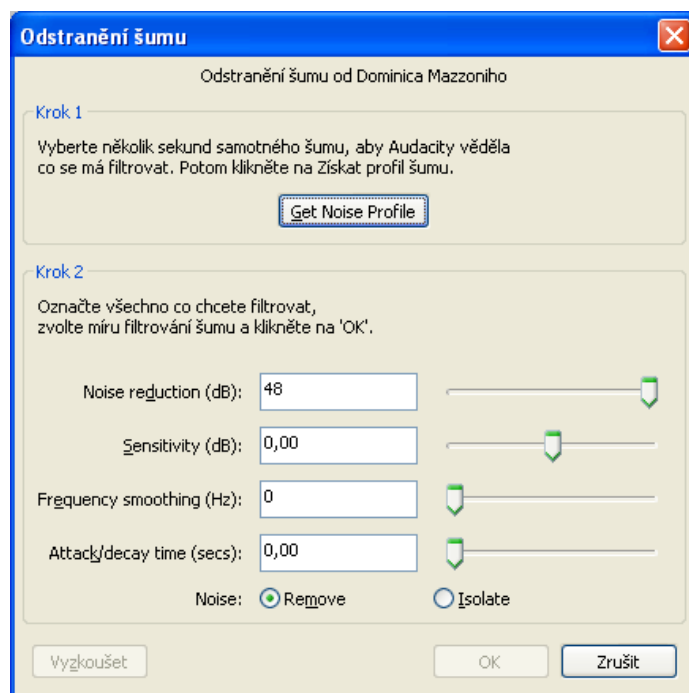 Odstranění šumu
Odstranění šumu od Dominica Mazzoniho
Krok 1
Vyberte několik sekund samotného šumu, aby Audacity věděla
co se má filtrovat. Potom klikněte na Získat profil šumu.
Get Noise Profile
Krok 2
Označte všechno co chcete filtrovat,
zvolte míru filtrování šumu a klikněte na 'OK'.
Noise reduction (dB): 48
Sensitivity (dB): 0,00
Frequency smoothing (Hz): 0
Attack/decay time (secs): 0,00
Noise: Remove Isolate
Vyzkoušet OK Zrušit